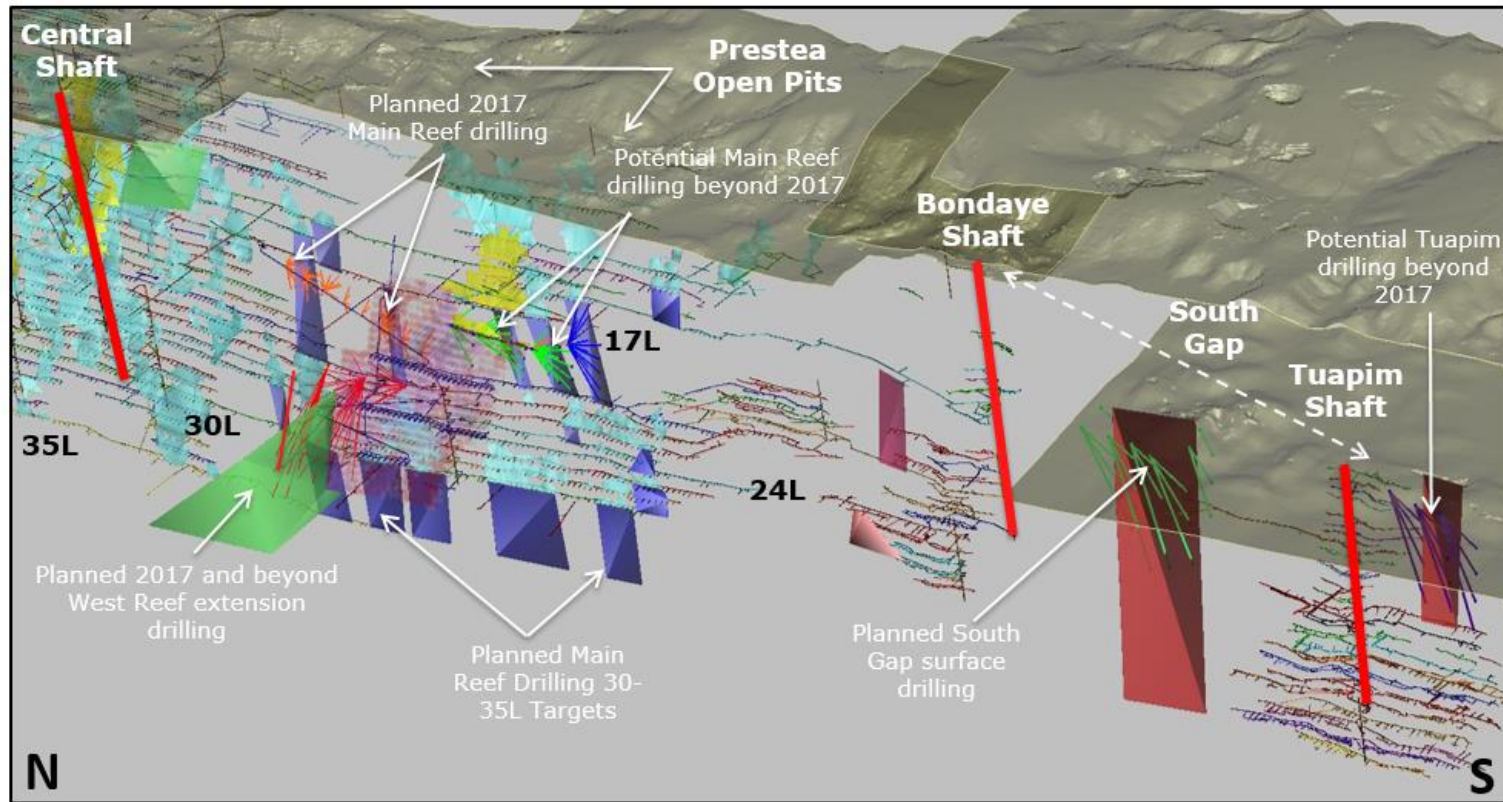 Central
Shaft
Prestea
Open Pits
Planned 2017
Main Reef drilling
Potential Main Reef
drilling beyond 2017
Bondaye
Shaft
Potential Tuapim
drilling beyond
2017
South
Gap
Tuapim
Shaft
17L
30L
35L
24L
Planned 2017 and beyond
West Reef extension
drilling
Planned Main
Reef Drilling 30-
35L Targets
Planned South
Gap surface
drilling
N
S